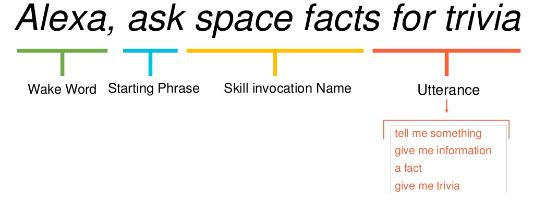 Alexa, ask space facts for trivia
Wake Word Starting Phrase Skill invocation Name Utterance
tell me something
give me information
a fact
give me trivia